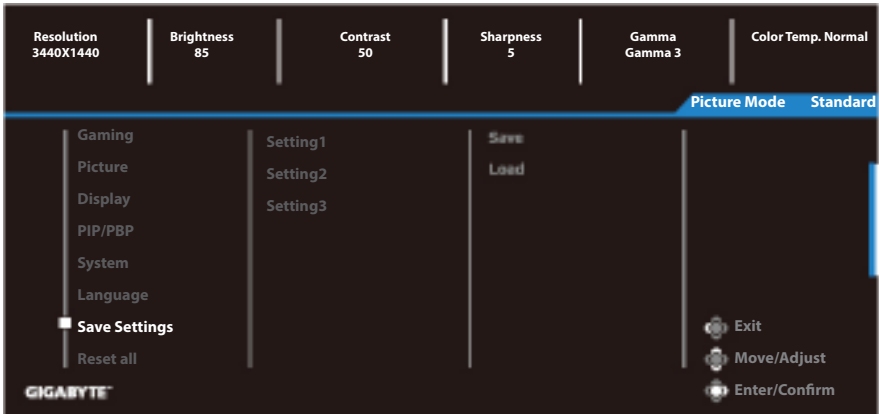 Resolution
3440X1440
Brightness
85
Contrast
50
Sharpness
5
Gamma
Gamma 3
Color Temp. Normal
Picture Mode Standard
Gaming
Picture
Display
PIP/PBP
System
Language
Save Settings
Reset all
Setting1
Setting2
Setting3
Save
Load
Exit
Move/Adjust
Enter/Confirm
GIGABYTE™